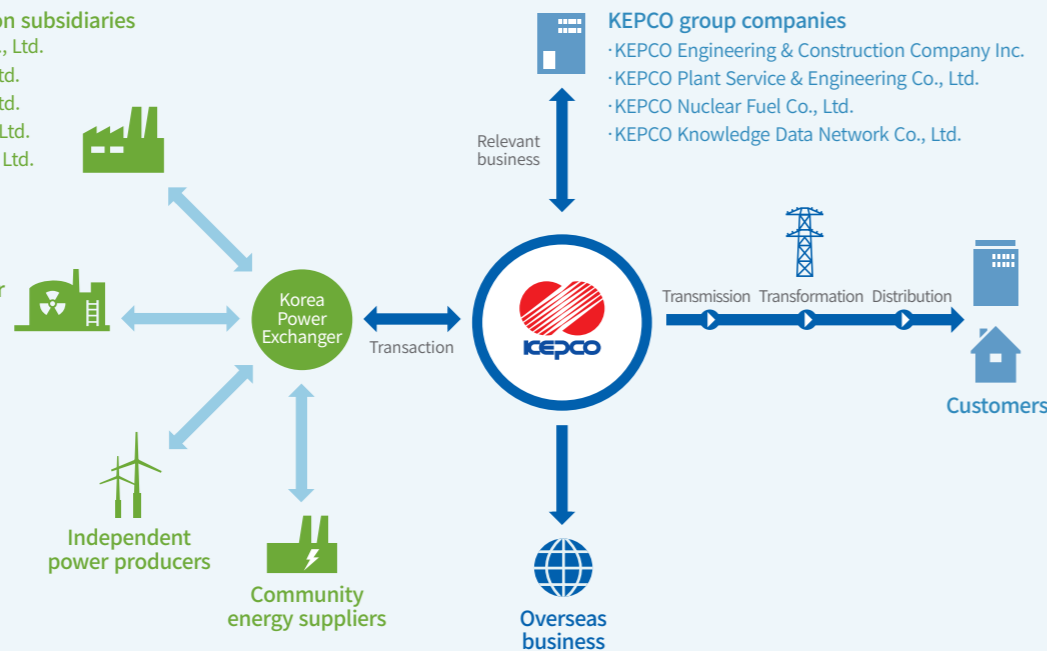 on subsidiaries
., Ltd.
td.
td.
Ltd.
Ltd.
KEPCO group companies
·KEPCO Engineering & Construction Company Inc.
·KEPCO Plant Service & Engineering Co., Ltd.
·KEPCO Nuclear Fuel Co., Ltd.
·KEPCO Knowledge Data Network Co., Ltd.
Relevant
business
r
Korea
Power
Exchanger
Transaction
KEPCO
Transmission
Transformation
Distribution
Customers
Independent
power producers
Community
energy suppliers
Overseas
business